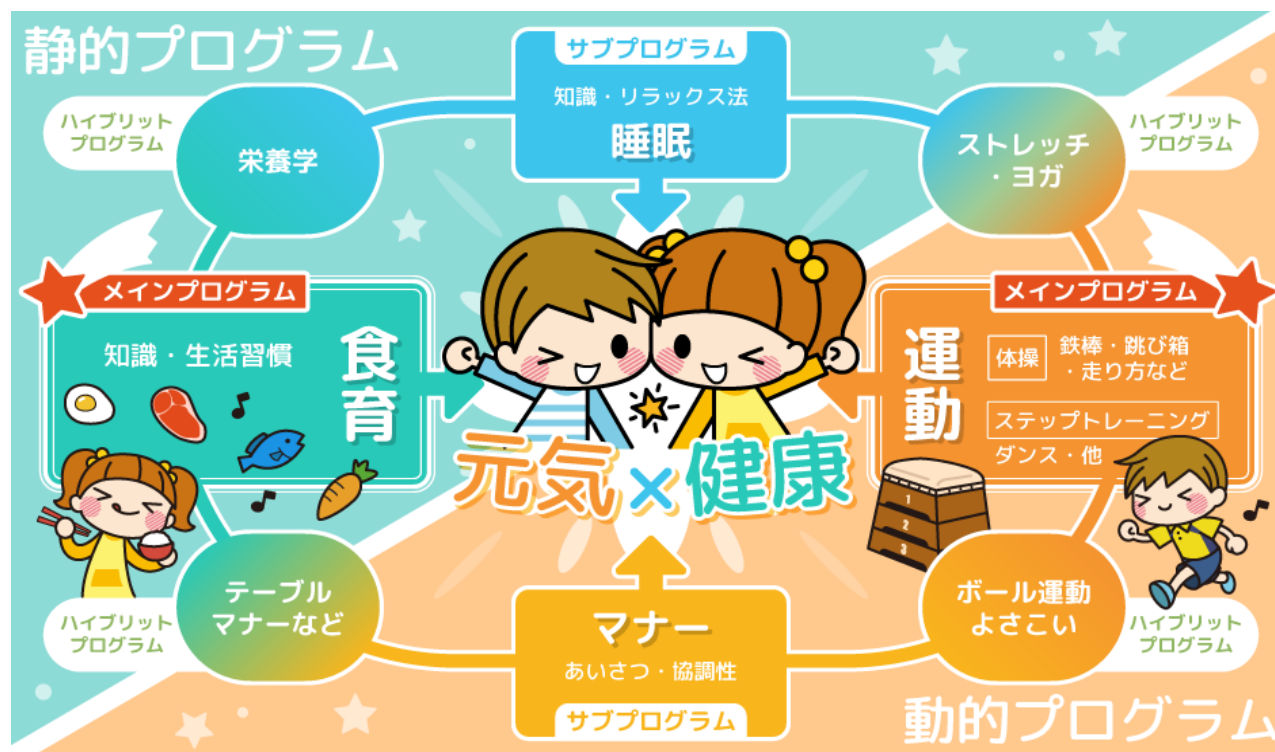 静的プログラム
サブプログラム
知識・リラックス法
睡眠
ハイブリット
プログラム
栄養学
ストレッチ
・ヨガ
ハイブリット
プログラム
メインプログラム
知識・生活習慣
食育
メインプログラム
運動
体操
鉄棒・跳び箱
・走り方など
ステップトレーニング
ダンス・他
元気×健康
1
2
3
テーブル
マナーなど
ハイブリット
プログラム
マナー
あいさつ・協調性
サブプログラム
ボール運動
よさこい
ハイブリット
プログラム
動的プログラム